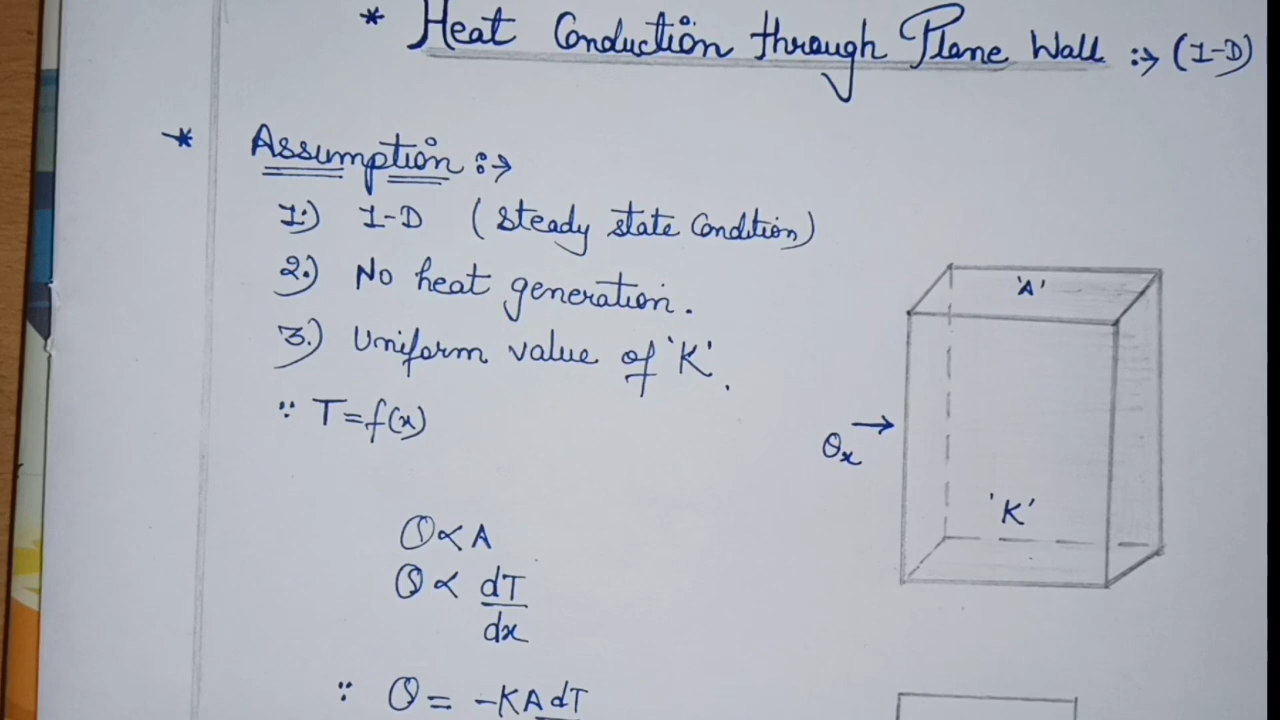 * Heat Conduction through Plane Wall :→ (1-D)
* Assumption :→
1.) 1-D (Steady state Condition)
2.) No heat generation.
3.) Uniform value of 'K'.
∵ T=f(x)
'A'
Qx →
'K'
Q∝A
Q∝ dT
dx
∵ Q= -KA dT